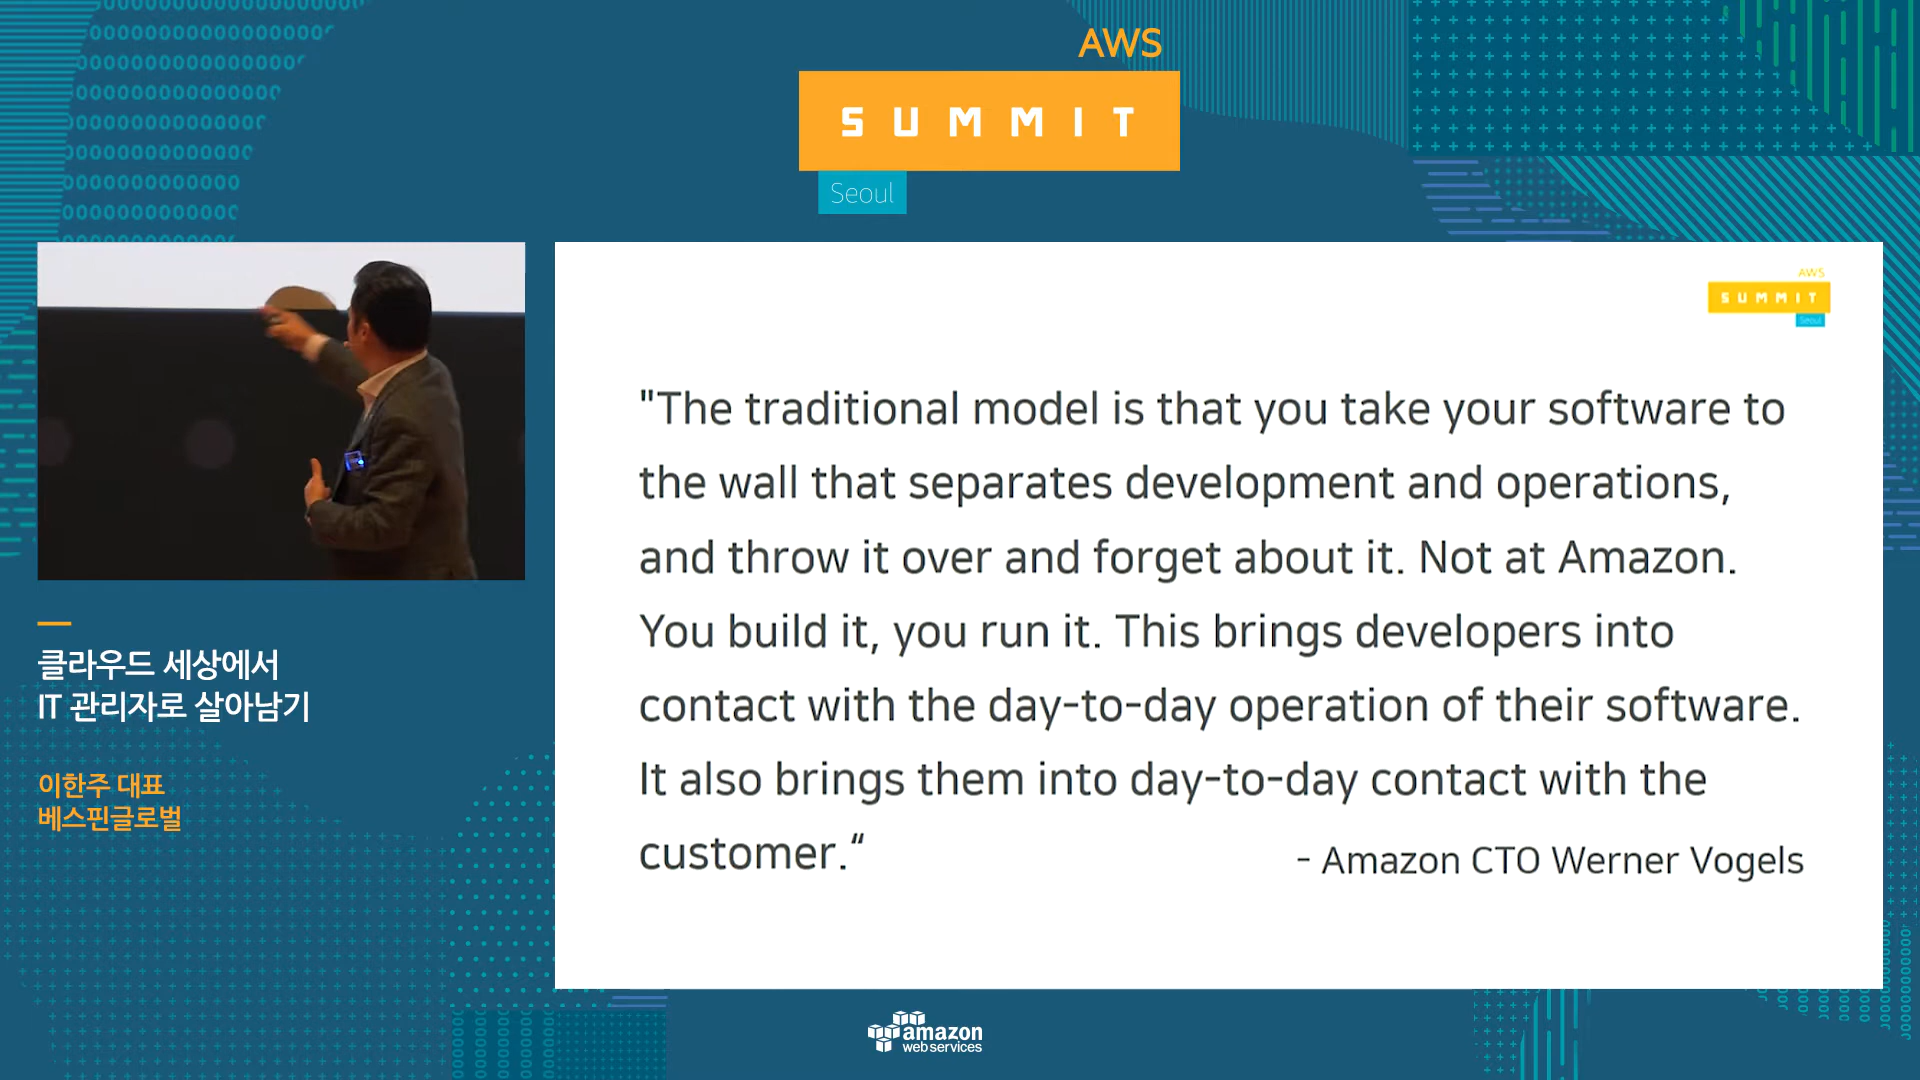 AWS
SUMMIT
Seoul
AWS
SUMMIT
Seoul
"The traditional model is that you take your software to
the wall that separates development and operations,
and throw it over and forget about it. Not at Amazon.
You build it, you run it. This brings developers into
contact with the day-to-day operation of their software.
It also brings them into day-to-day contact with the
customer.“
- Amazon CTO Werner Vogels
클라우드 세상에서
IT 관리자로 살아남기
이한주 대표
베스핀글로벌
amazon
web services